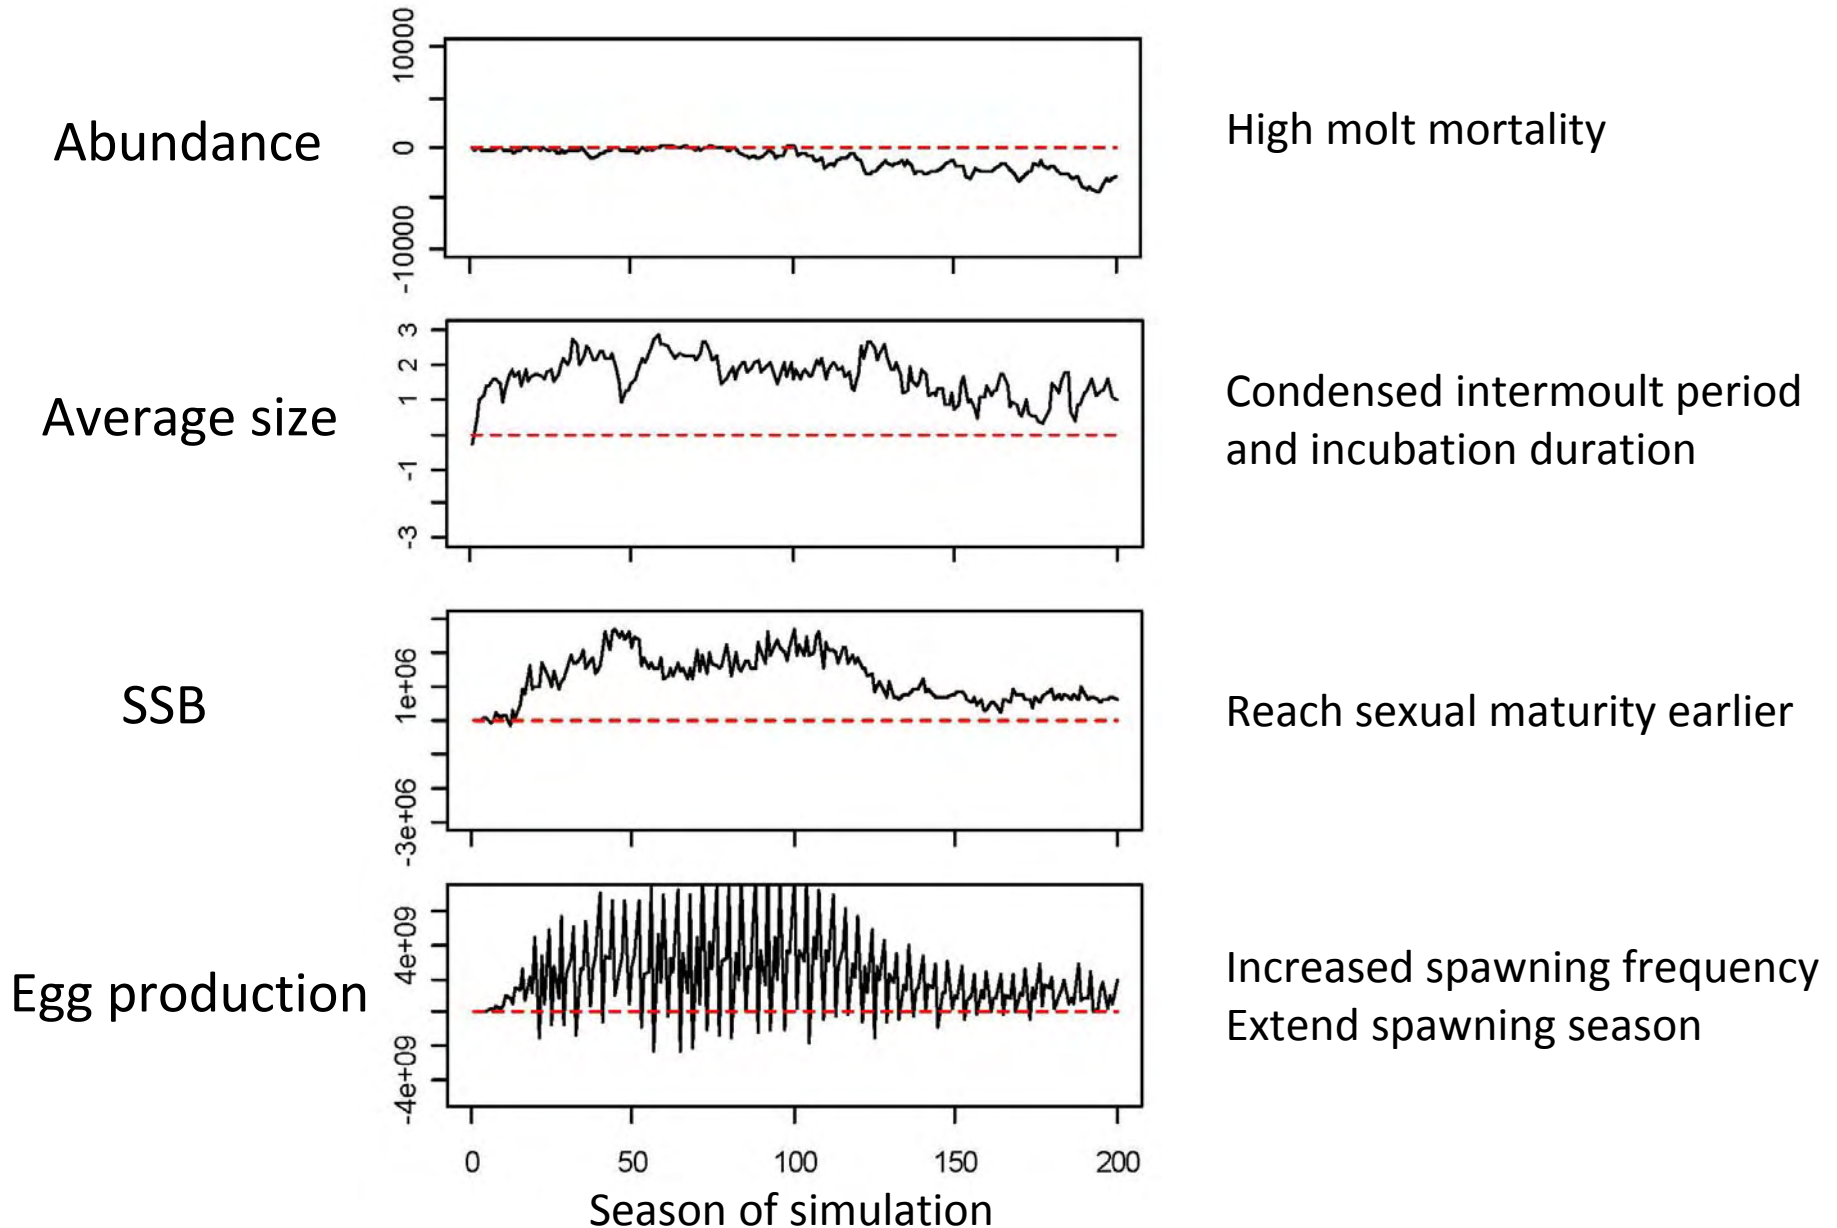 Abundance
10000
0
-10000
High molt mortality
Average size
3
2
1
-1
-3
Condensed intermoult period
and incubation duration
SSB
1e+06
-3e+06
Reach sexual maturity earlier
Egg production
4e+09
-4e+09
Increased spawning frequency
Extend spawning season
0 50 100 150 200
Season of simulation